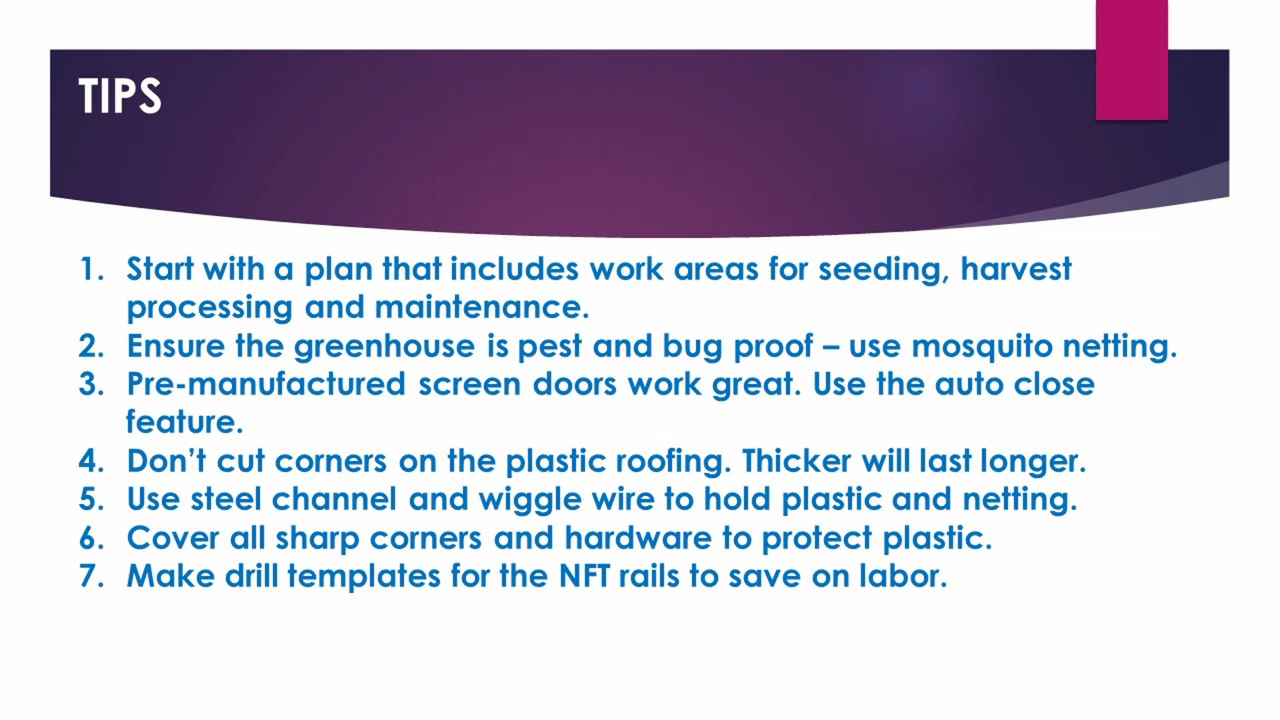 TIPS
1. Start with a plan that includes work areas for seeding, harvest
processing and maintenance.
2. Ensure the greenhouse is pest and bug proof – use mosquito netting.
3. Pre-manufactured screen doors work great. Use the auto close
feature.
4. Don’t cut corners on the plastic roofing. Thicker will last longer.
5. Use steel channel and wiggle wire to hold plastic and netting.
6. Cover all sharp corners and hardware to protect plastic.
7. Make drill templates for the NFT rails to save on labor.